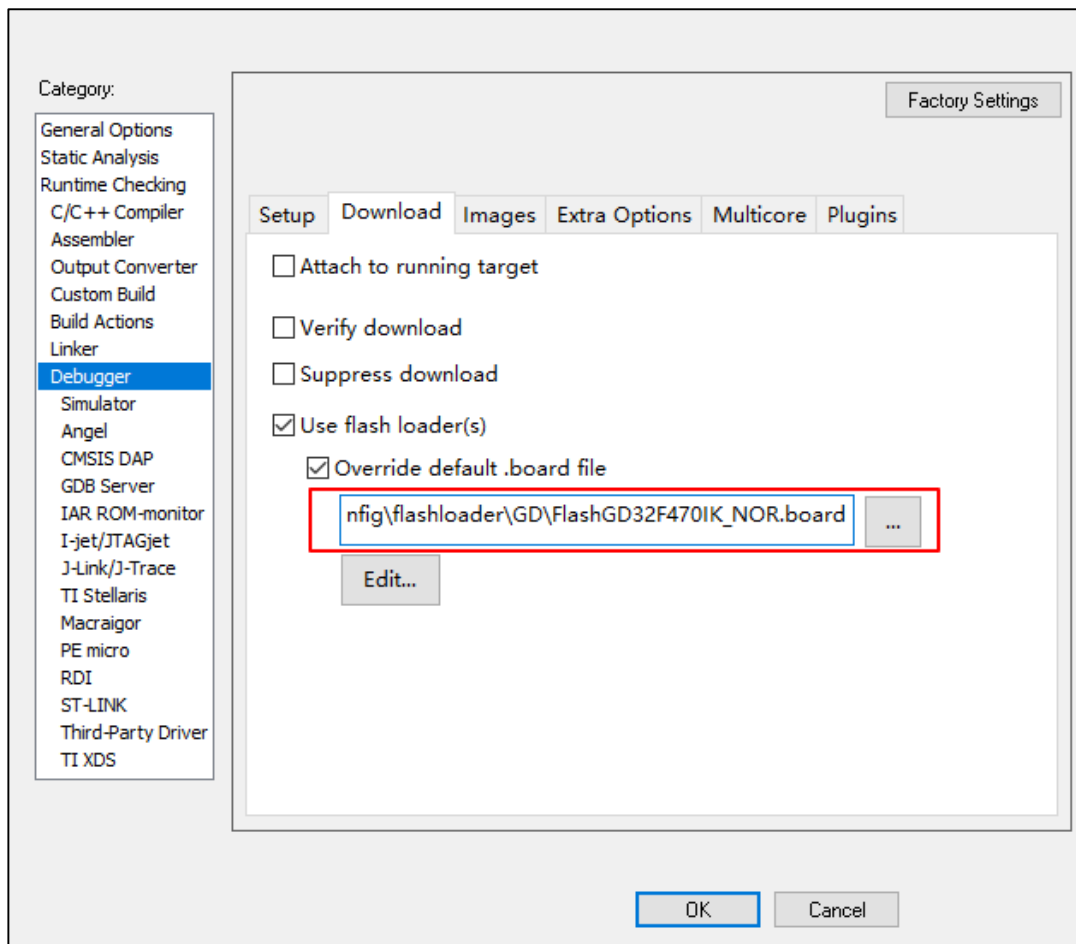 Category:
General Options
Static Analysis
Runtime Checking
C/C++ Compiler
Assembler
Output Converter
Custom Build
Build Actions
Linker
Debugger
Simulator
Angel
CMSIS DAP
GDB Server
IAR ROM-monitor
I-jet/JTAGjet
J-Link/J-Trace
TI Stellaris
Macraigor
PE micro
RDI
ST-LINK
Third-Party Driver
TI XDS
Factory Settings
Setup Download Images Extra Options Multicore Plugins
Attach to running target
Verify download
Suppress download
Use flash loader(s)
Override default .board file
nfig\flashloader\GD\FlashGD32F470IK_NOR.board ...
Edit...
OK Cancel